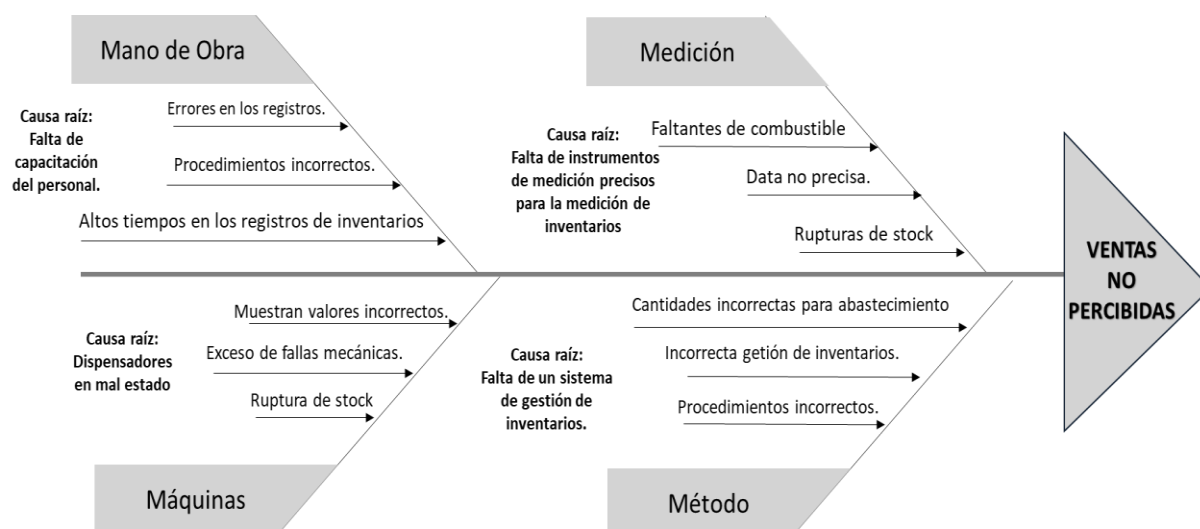 Mano de Obra
Causa raíz:
Falta de
capacitación
del personal.
Errores en los registros.
Procedimientos incorrectos.
Altos tiempos en los registros de inventarios
Medición
Causa raíz:
Falta de instrumentos
de medición precisos
para la medición de
inventarios
Faltantes de combustible
Data no precisa.
Rupturas de stock
VENTAS
NO
PERCIBIDAS
Causa raíz:
Dispensadores
en mal estado
Muestran valores incorrectos.
Exceso de fallas mecánicas.
Ruptura de stock
Máquinas
Causa raíz:
Falta de un sistema
de gestión de
inventarios.
Cantidades incorrectas para abastecimiento
Incorrecta getión de inventarios.
Procedimientos incorrectos.
Método